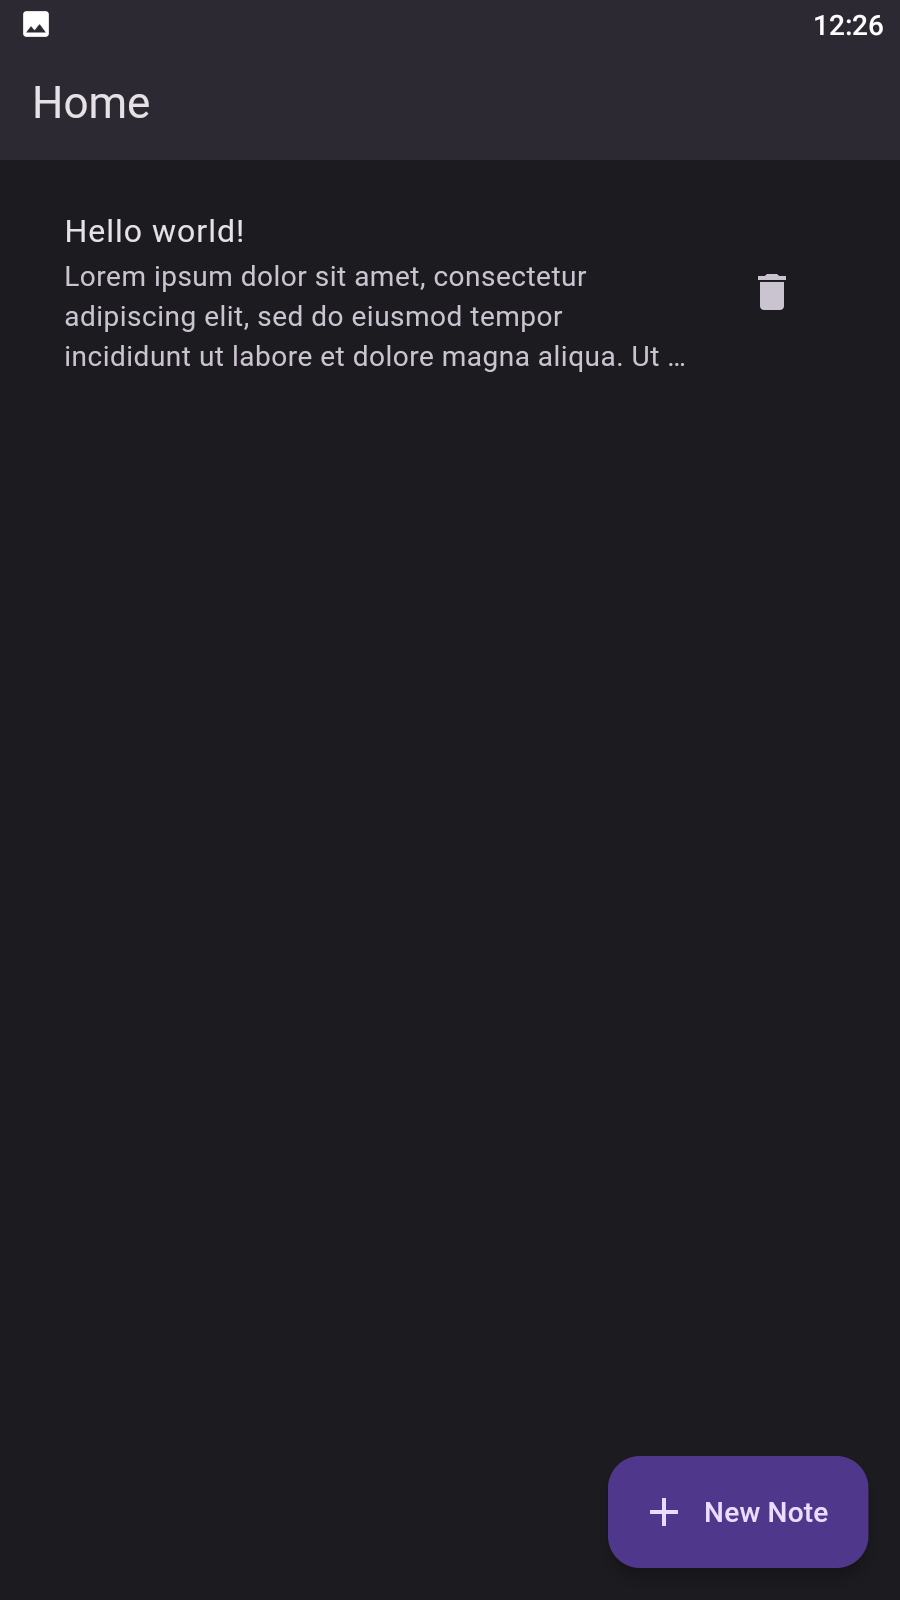 12:26
Home
Hello world!
Lorem ipsum dolor sit amet, consectetur
adipiscing elit, sed do eiusmod tempor
incididunt ut labore et dolore magna aliqua. Ut …
New Note